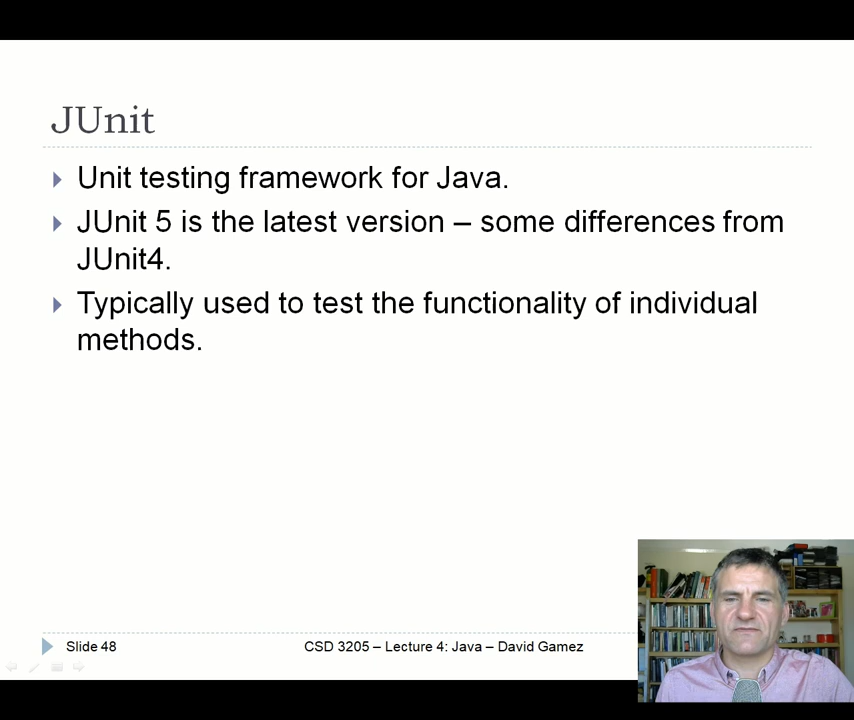 JUnit
Unit testing framework for Java.
JUnit 5 is the latest version – some differences from
JUnit4.
Typically used to test the functionality of individual
methods.
Slide 48
CSD 3205 – Lecture 4: Java – David Gamez